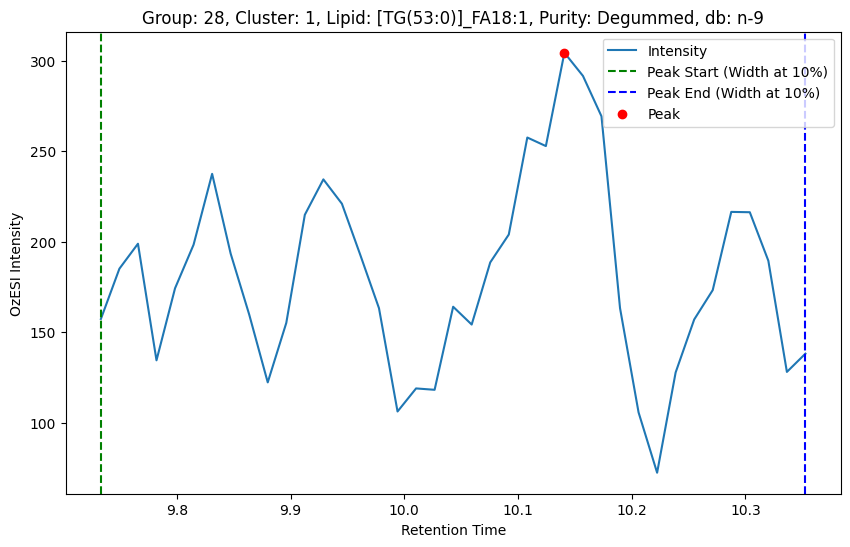 Group: 28, Cluster: 1, Lipid: [TG(53:0)]_FA18:1, Purity: Degummed, db: n-9
Intensity
Peak Start (Width at 10%)
Peak End (Width at 10%)
Peak
300
250
200
150
100
OzESI Intensity
9.8
9.9
10.0
10.1
10.2
10.3
Retention Time